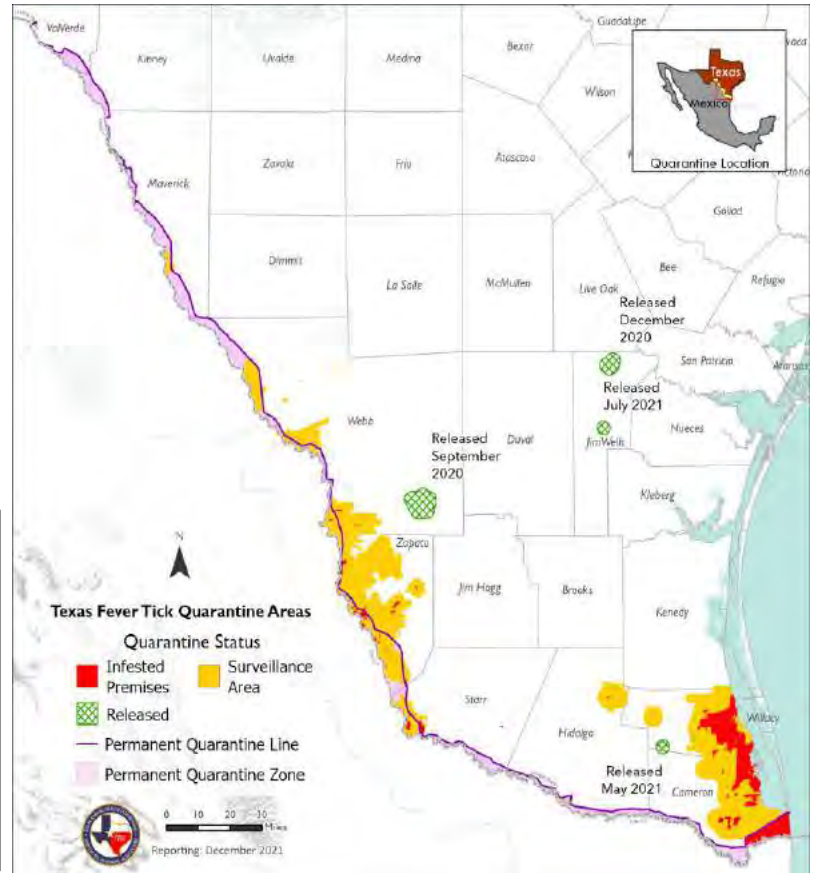 ValVerde
Kinney
Uvalde
Medina
Bexar
Guadalupe
Wilson
Texas
Mexico
Quarantine Location
Maverick
Zavala
Frio
Atascosa
Goliad
Dimmit
La Salle
McMullen
Live Oak
Bee
Refugio
Released
December
2020
San Patricio
Aransas
Released
July 2021
Webb
Duval
JimWells
Nueces
Released
September
2020
Kleberg
N
Zapata
Jim Hogg
Brooks
Kenedy
Texas Fever Tick Quarantine Areas
Quarantine Status
Infested
Premises
Surveillance
Area
Released
Permanent Quarantine Line
Permanent Quarantine Zone
Starr
Hidalgo
Willacy
Released
May 2021
Cameron
0 10 20 30
Miles
Reporting: December 2021